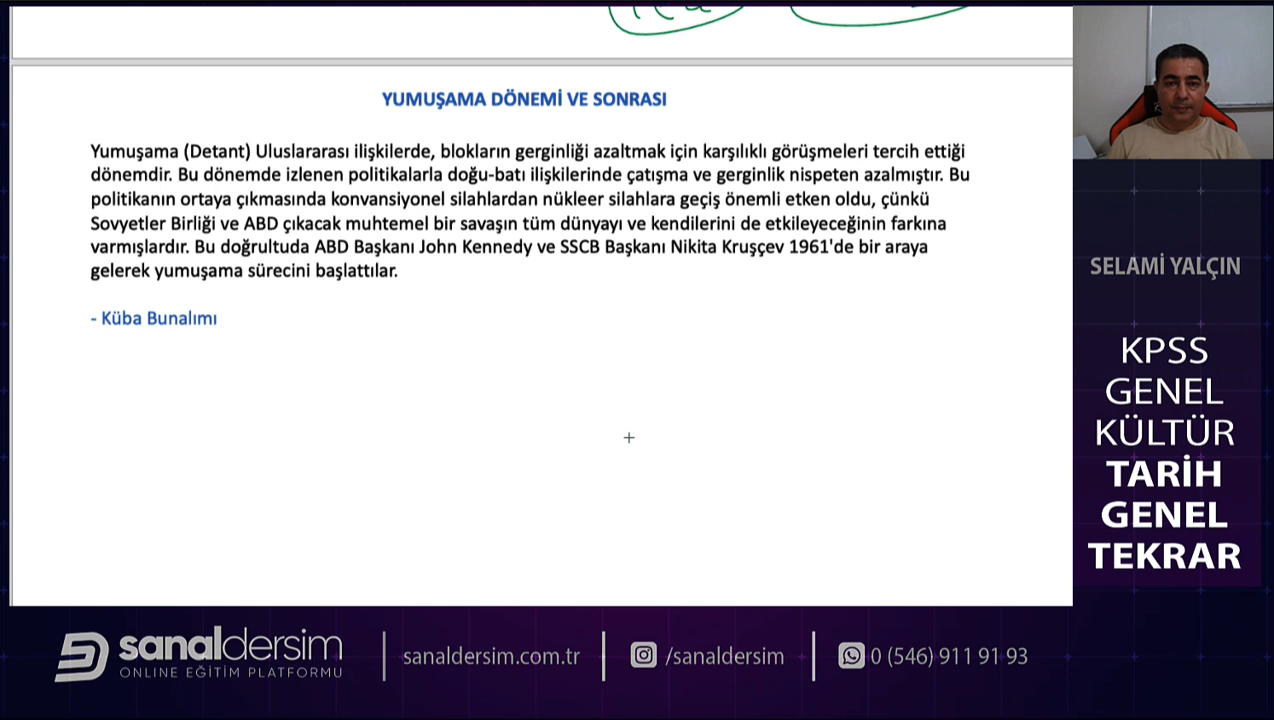 YUMUŞAMA DÖNEMİ VE SONRASI
Yumuşama (Detant) Uluslararası ilişkilerde, blokların gerginliği azaltmak için karşılıklı görüşmeleri tercih ettiği
dönemdir. Bu dönemde izlenen politikalarla doğu-batı ilişkilerinde çatışma ve gerginlik nispeten azalmıştır. Bu
politikanın ortaya çıkmasında konvansiyonel silahlardan nükleer silahlara geçiş önemli etken oldu, çünkü
Sovyetler Birliği ve ABD çıkacak muhtemel bir savaşın tüm dünyayı ve kendilerini de etkileyeceğinin farkına
varmışlardır. Bu doğrultuda ABD Başkanı John Kennedy ve SSCB Başkanı Nikita Kruşçev 1961'de bir araya
gelerek yumuşama sürecini başlattılar.
- Küba Bunalımı
SELAMİ YALÇIN
KPSS
GENEL
KÜLTÜR
TARİH
GENEL
TEKRAR
sanaldersim
ONLINE EĞİTİM PLATFORMU
sanaldersim.com.tr
/sanaldersim
0 (546) 911 91 93